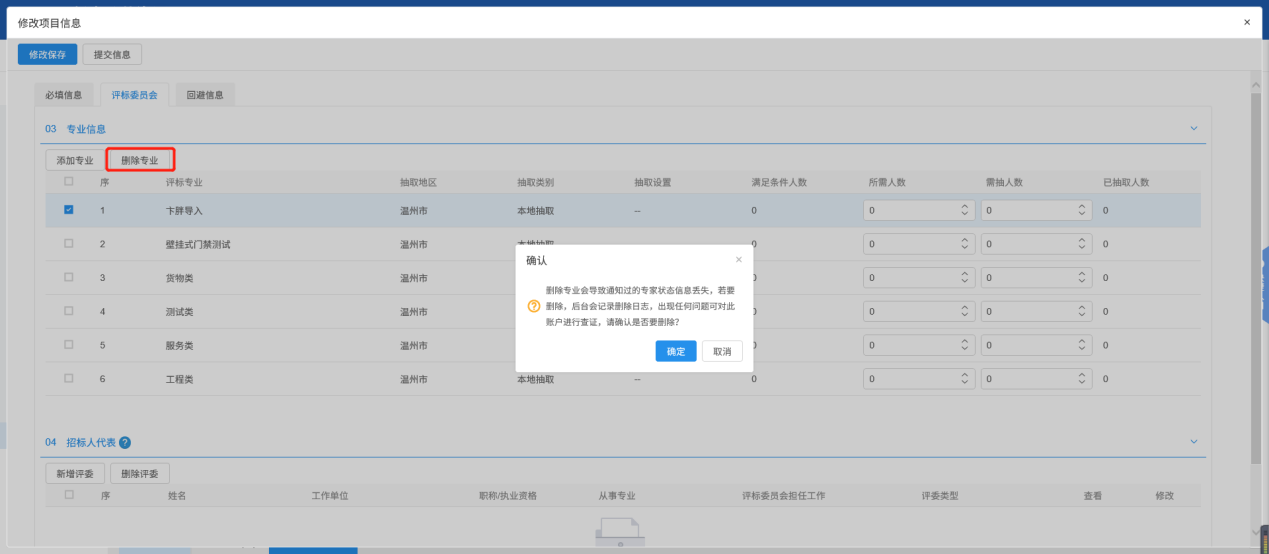 修改项目信息
×
修改保存 提交信息
必填信息 评标委员会 回避信息
03 专业信息
添加专业 删除专业
序 评标专业 抽取地区 抽取类别 抽取设置 满足条件人数 所需人数 需抽人数 已抽取人数
1 卞胖导入 温州市 本地抽取 -- 0 0 0 0
2 壁挂式门禁测试 温州市 0 0 0
3 货物类 温州市 0 0 0
4 测试类 温州市 0 0 0
5 服务类 温州市 0 0 0
6 工程类 温州市 本地抽取 -- 0 0 0 0
确认 ×
删除专业会导致通知过的专家状态信息丢失，若要
删除，后台会记录删除日志，出现任何问题可对此
账户进行查证，请确认是否要删除?
确定 取消
04 招标人代表 ?
新增评委 删除评委
序 姓名 工作单位 职称/执业资格 从事专业 评标委员会担任工作 评委类型 查看 修改